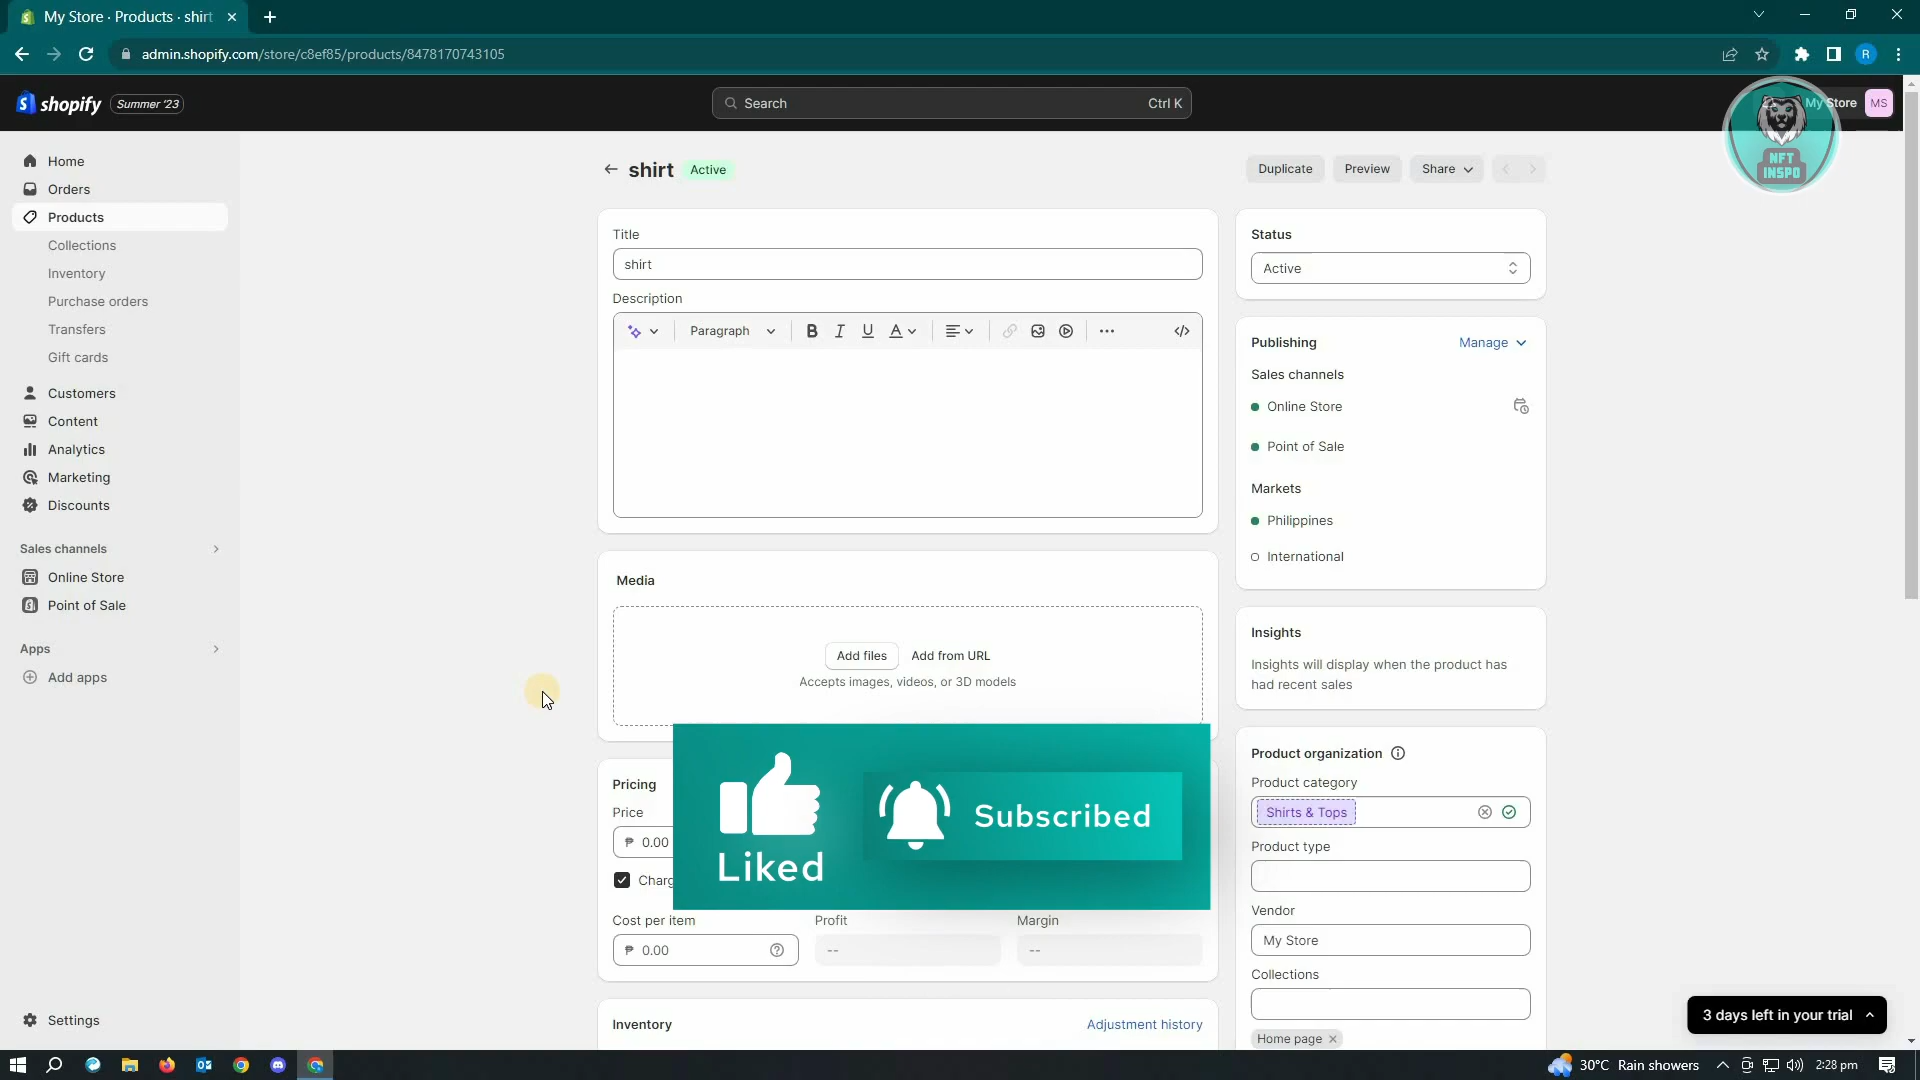 My Store · Products · shirt
admin.shopify.com/store/c8ef85/products/8478170743105
shopify Summer '23
Search Ctrl K
My Store MS
NFT
INSPO
Home
Orders
Products
Collections
Inventory
Purchase orders
Transfers
Gift cards
Customers
Content
Analytics
Marketing
Discounts
Sales channels
Online Store
Point of Sale
Apps
Add apps
Settings
shirt Active
Duplicate Preview Share
Title
shirt
Description
Paragraph B I U A
Media
Add files Add from URL
Accepts images, videos, or 3D models
Pricing
Price
₱ 0.00
Liked
Subscribed
Cost per item Profit Margin
₱ 0.00 -- --
Inventory Adjustment history
Status
Active
Publishing Manage
Sales channels
Online Store
Point of Sale
Markets
Philippines
International
Insights
Insights will display when the product has
had recent sales
Product organization
Product category
Shirts & Tops
Product type
Vendor
My Store
Collections
Home page
3 days left in your trial
R
30°C Rain showers 2:28 pm